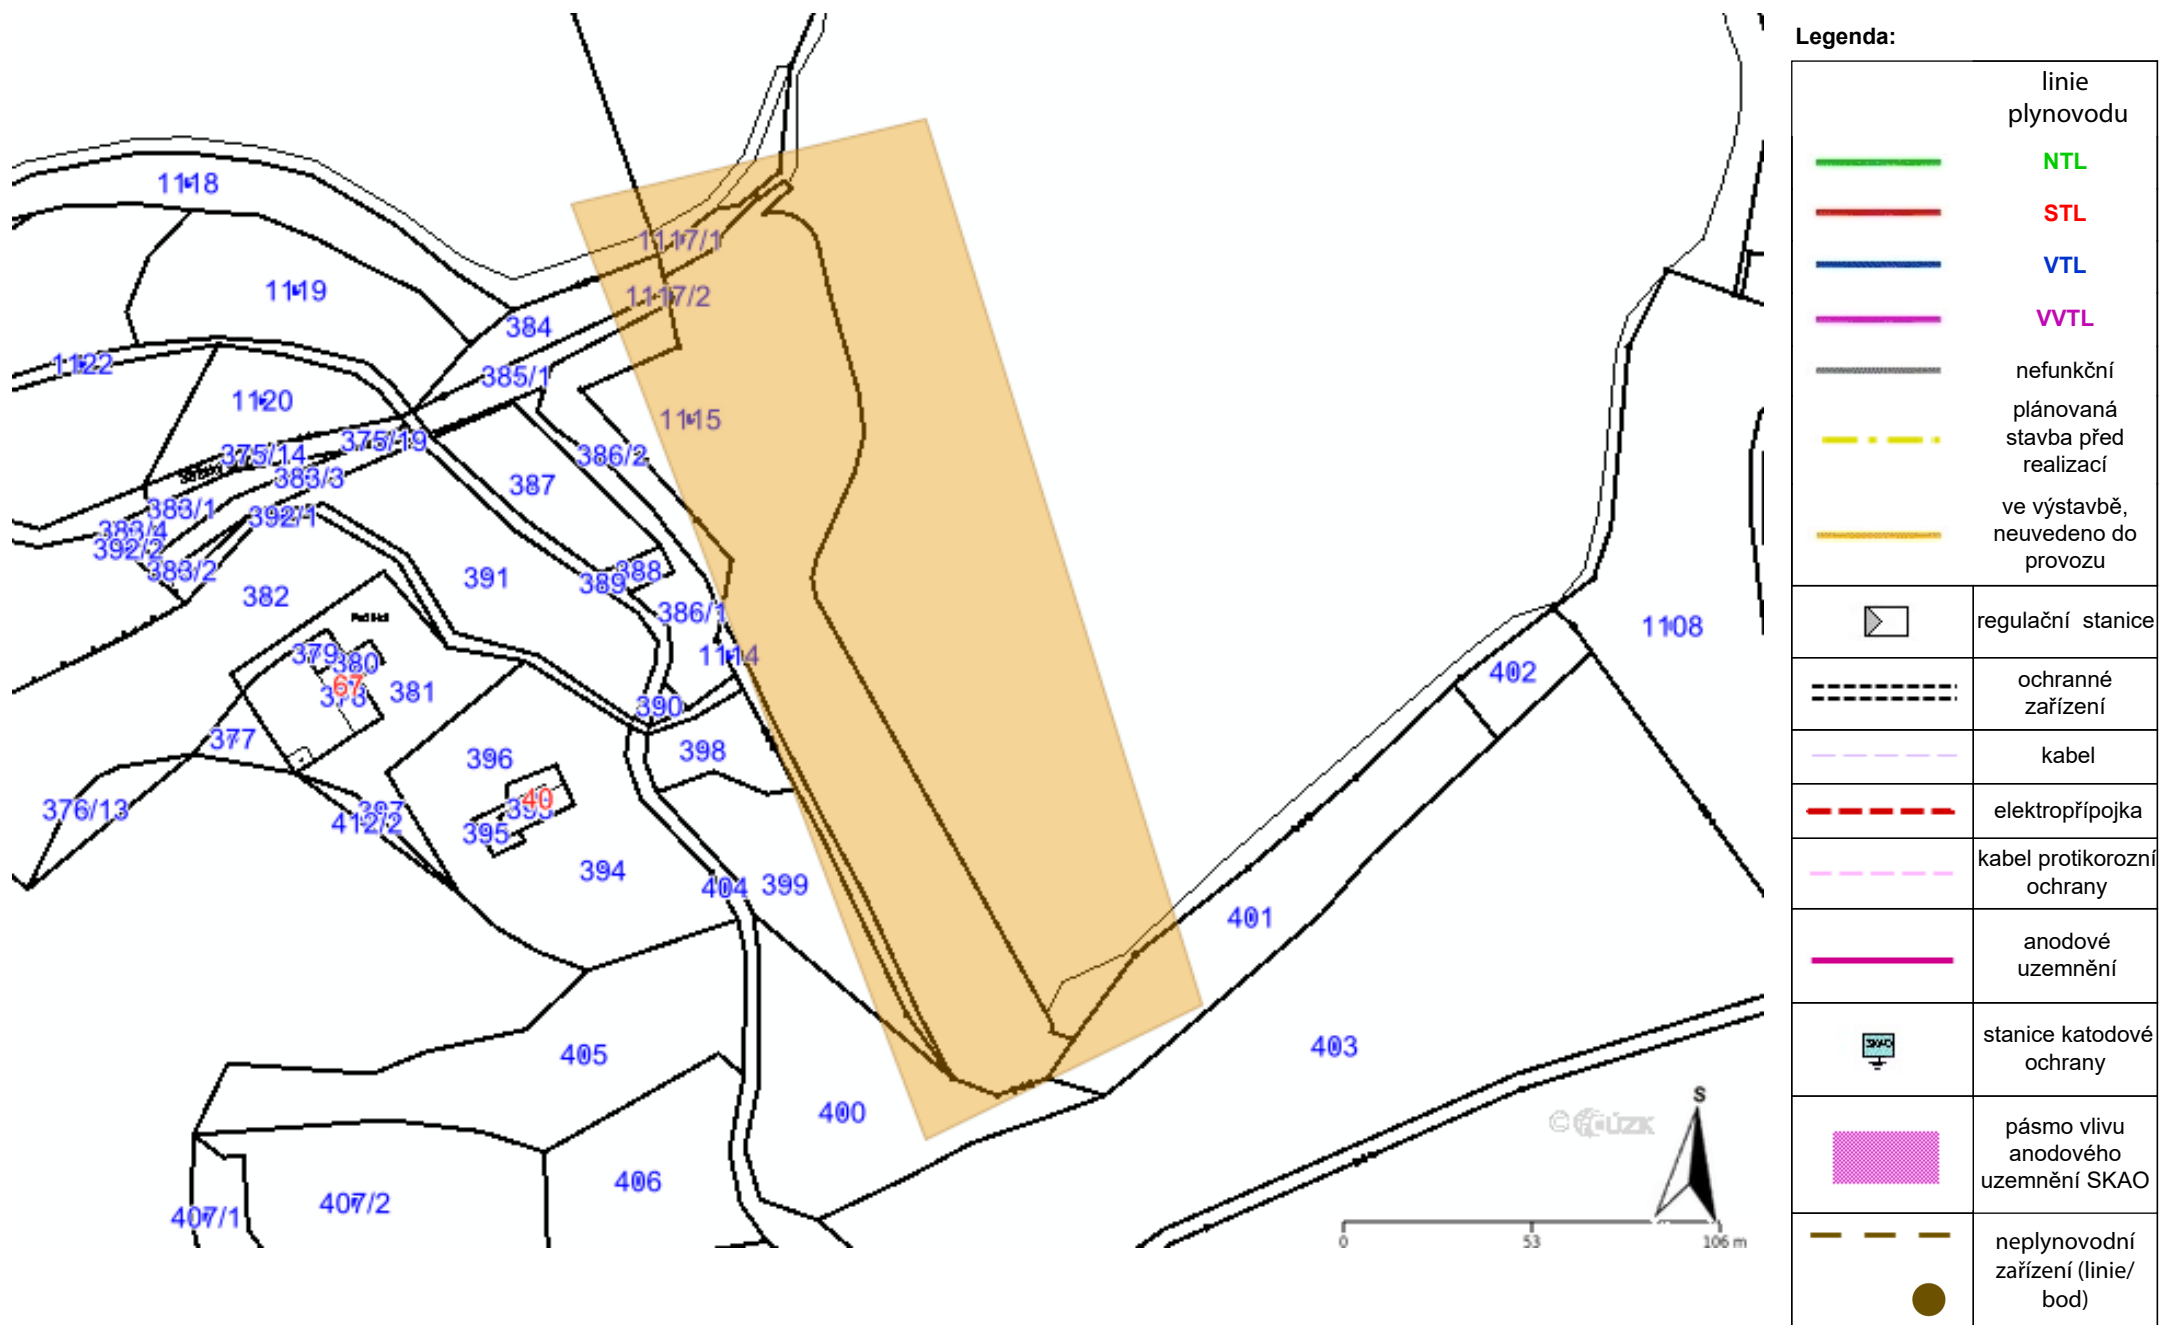 Legenda:
linie
plynovodu
NTL
STL
VTL
VVTL
nefunkční
plánovaná
stavba před
realizací
ve výstavbě,
neuvedeno do
provozu
regulační stanice
ochranné
zařízení
kabel
elektropřípojka
kabel protikorozní
ochrany
anodové
uzemnění
SKAO
stanice katodové
ochrany
pásmo vlivu
anodového
uzemnění SKAO
neplynovodní
zařízení (linie/
bod)
1118
1117/1
1119
1117/2
384
1122
385/1
1120
1115
375/19
375/14
386/2
383/3
387
383/1
392/1
383/4
392/2
383/2
391
388
389
382
386/1
1108
379
380
1114
402
67
381
390
377
398
396
376/13
397
40
412/2
395
394
404
399
401
405
403
400
406
407/2
407/1
S
© ČÚZK
0
53
106 m